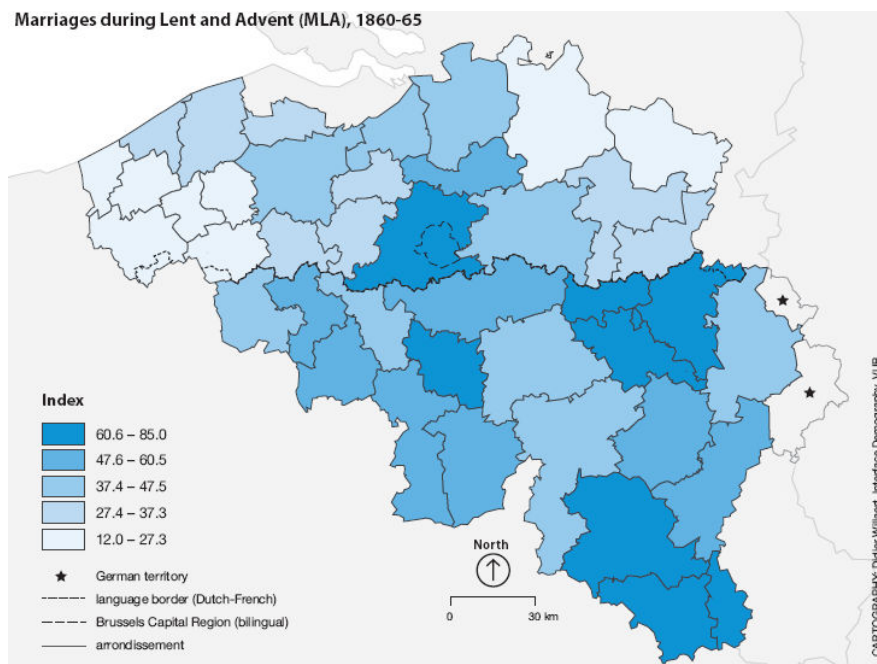 Marriages during Lent and Advent (MLA), 1860-65
Index
60.6 – 85.0
47.6 – 60.5
37.4 – 47.5
27.4 – 37.3
12.0 – 27.3
German territory
language border (Dutch–French)
Brussels Capital Region (bilingual)
arrondissement
North
0 30 km
CARTOGRAPHY: Didier Willaert, Interface Demography, VUB